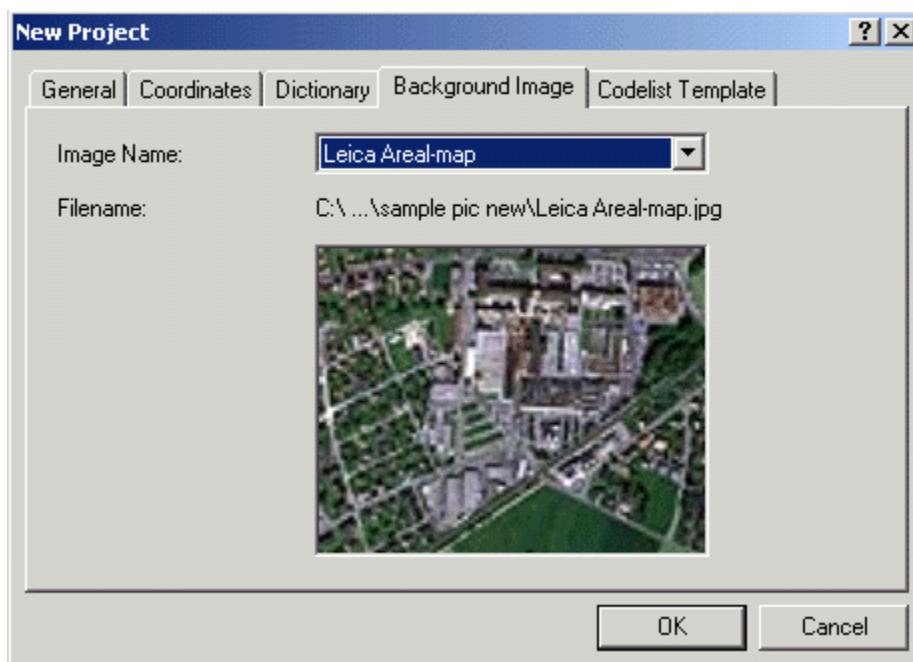 New Project
General Coordinates Dictionary Background Image Codelist Template
Image Name: Leica Areal-map
Filename: C:\ ...\sample pic new\Leica Areal-map.jpg
OK Cancel